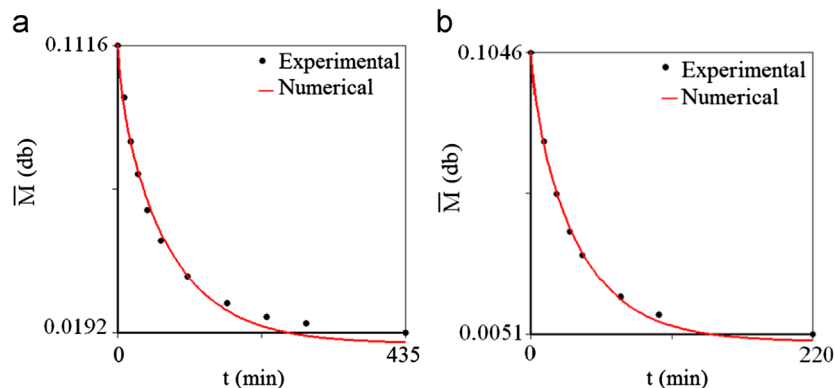 a
0.1116
Experimental
Numerical
M̅ (db)
0.0192
0
435
t (min)
b
0.1046
Experimental
Numerical
M̅ (db)
0.0051
0
220
t (min)